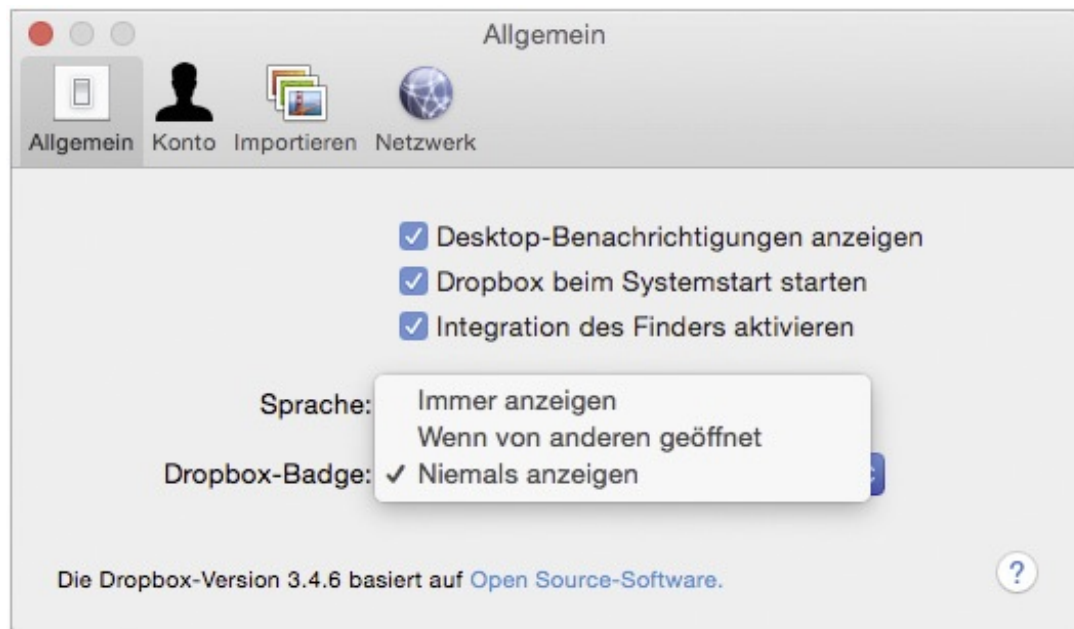 Allgemein
Allgemein Konto Importieren Netzwerk
Desktop-Benachrichtigungen anzeigen
Dropbox beim Systemstart starten
Integration des Finders aktivieren
Sprache: Immer anzeigen
Wenn von anderen geöffnet
Dropbox-Badge: ✓ Niemals anzeigen
Die Dropbox-Version 3.4.6 basiert auf Open Source-Software. ?